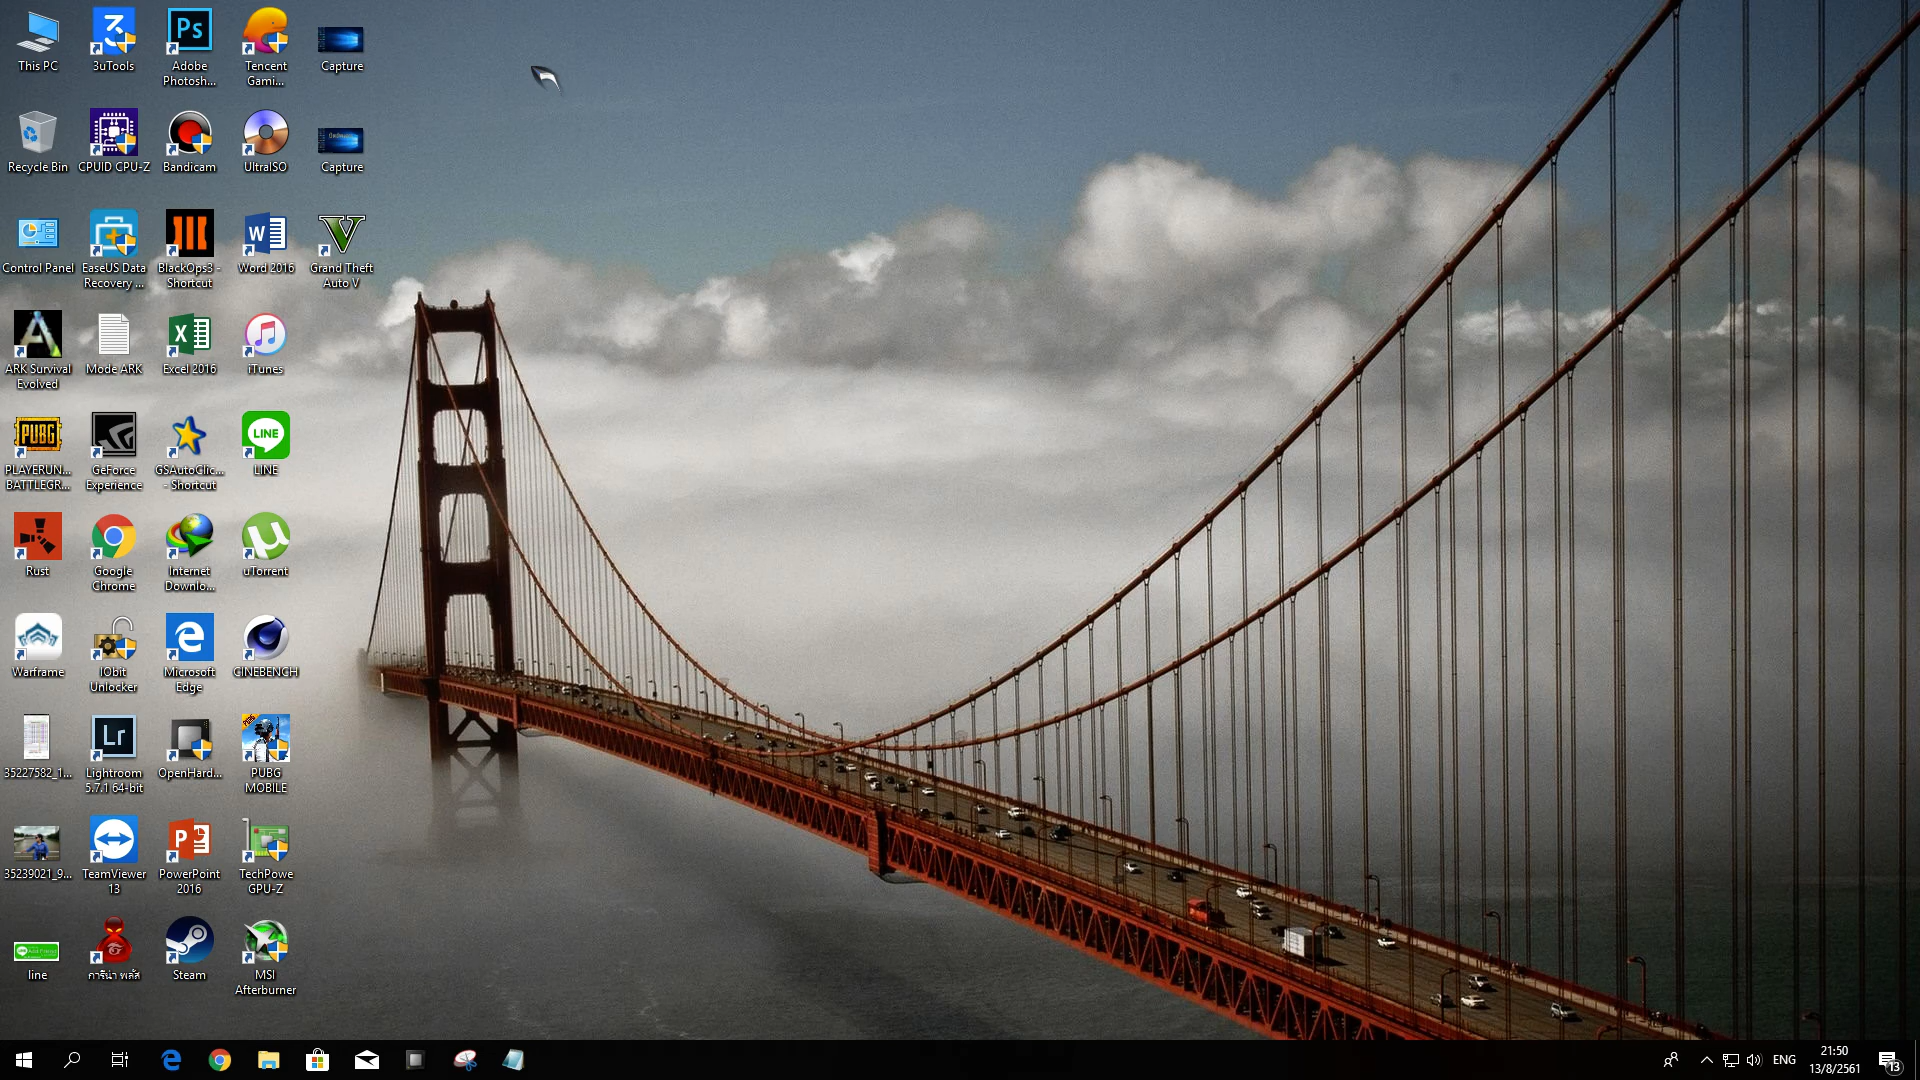 This PC
3uTools
Adobe
Photosh...
Tencent
Gami...
Capture
Recycle Bin
CPUID CPU-Z
Bandicam
UltraISO
Capture
Control Panel
EaseUS Data
Recovery ...
BlackOps3 -
Shortcut
Word 2016
Grand Theft
Auto V
ARK Survival
Evolved
Mode ARK
Excel 2016
iTunes
PUBG
PLAYERUN...
BATTLEGR...
GeForce
Experience
GSAutoClic...
- Shortcut
LINE
LINE
Rust
Google
Chrome
Internet
Downlo...
uTorrent
Warframe
IObit
Unlocker
Microsoft
Edge
CINEBENCH
35227582_1...
Lr
Lightroom
5.7.1 64-bit
OpenHard...
PUBG
MOBILE
35239021_9...
TeamViewer
13
PowerPoint
2016
TechPowe
GPU-Z
line
การีน่า พลัส
Steam
MSI
Afterburner
ENG
21:50
13/8/2561
13